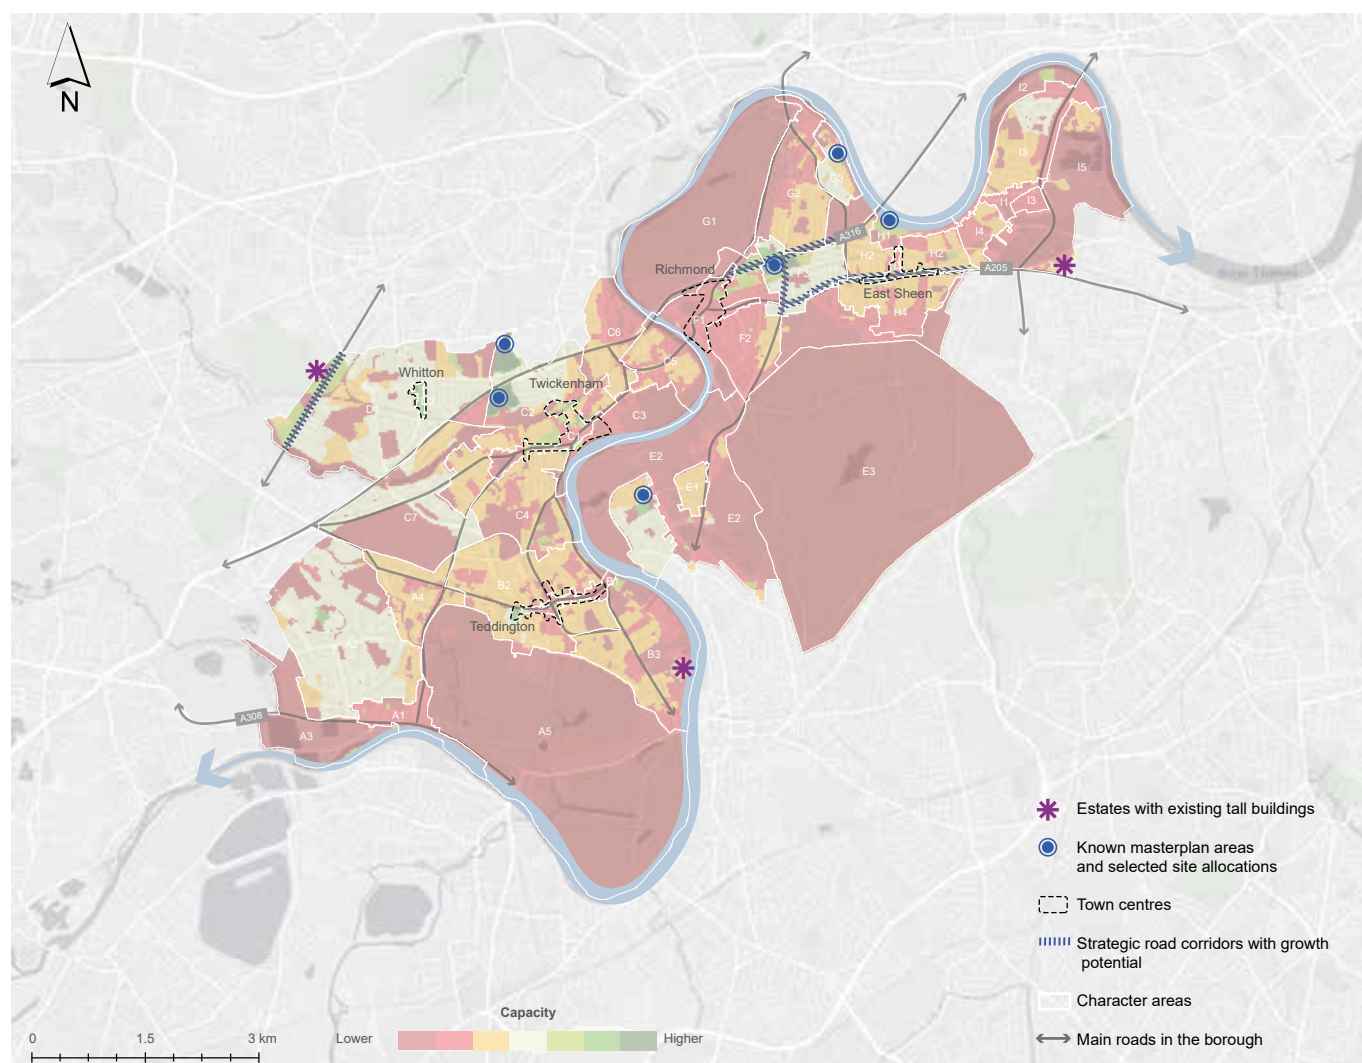 N
I2
I3
I5
G3
G2
G1
I1
I3
I4
A316
H1
H2
H2
Richmond
A205
East Sheen
H4
F1
F2
C6
C5
Whitton
Twickenham
D
C2
C3
E2
E3
E1
E2
C7
C4
B2
A4
Teddington
A2
B3
A308
A1
A3
A5
Estates with existing tall buildings
Known masterplan areas
and selected site allocations
Town centres
Strategic road corridors with growth
potential
Character areas
Main roads in the borough
Capacity
Lower
Higher
0
1.5
3 km